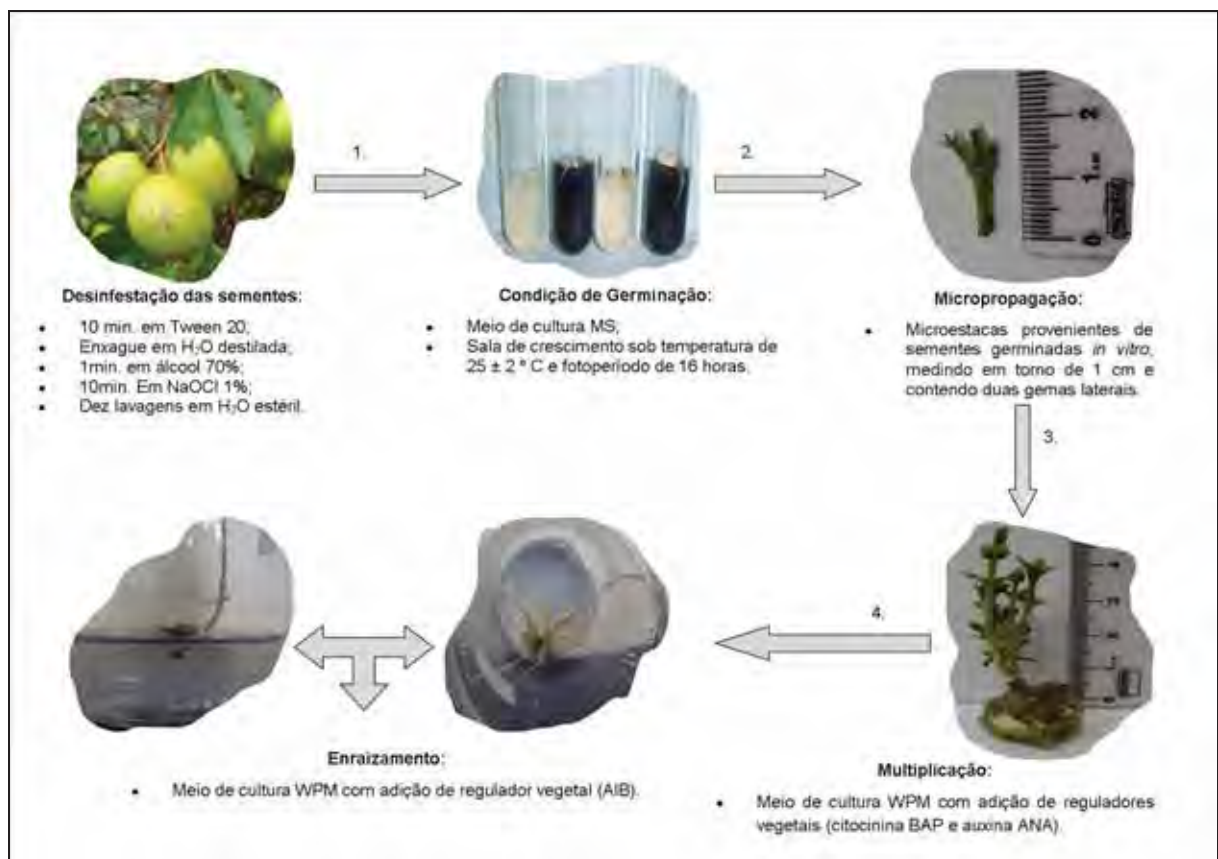 1.
2.
Desinfestação das sementes:
• 10 min. em Tween 20;
• Enxague em H₂O destilada;
• 1min. em álcool 70%;
• 10min. Em NaOCl 1%;
• Dez lavagens em H₂O estéril.
Condição de Germinação:
• Meio de cultura MS;
• Sala de crescimento sob temperatura de
25 ± 2 º C e fotoperíodo de 16 horas.
2
1
0
Micropropagação:
• Microestacas provenientes de
sementes germinadas in vitro,
medindo em torno de 1 cm e
contendo duas gemas laterais.
3.
4.
Enraizamento:
• Meio de cultura WPM com adição de regulador vegetal (AIB).
Multiplicação:
• Meio de cultura WPM com adição de reguladores
vegetais (citocinina BAP e auxina ANA)